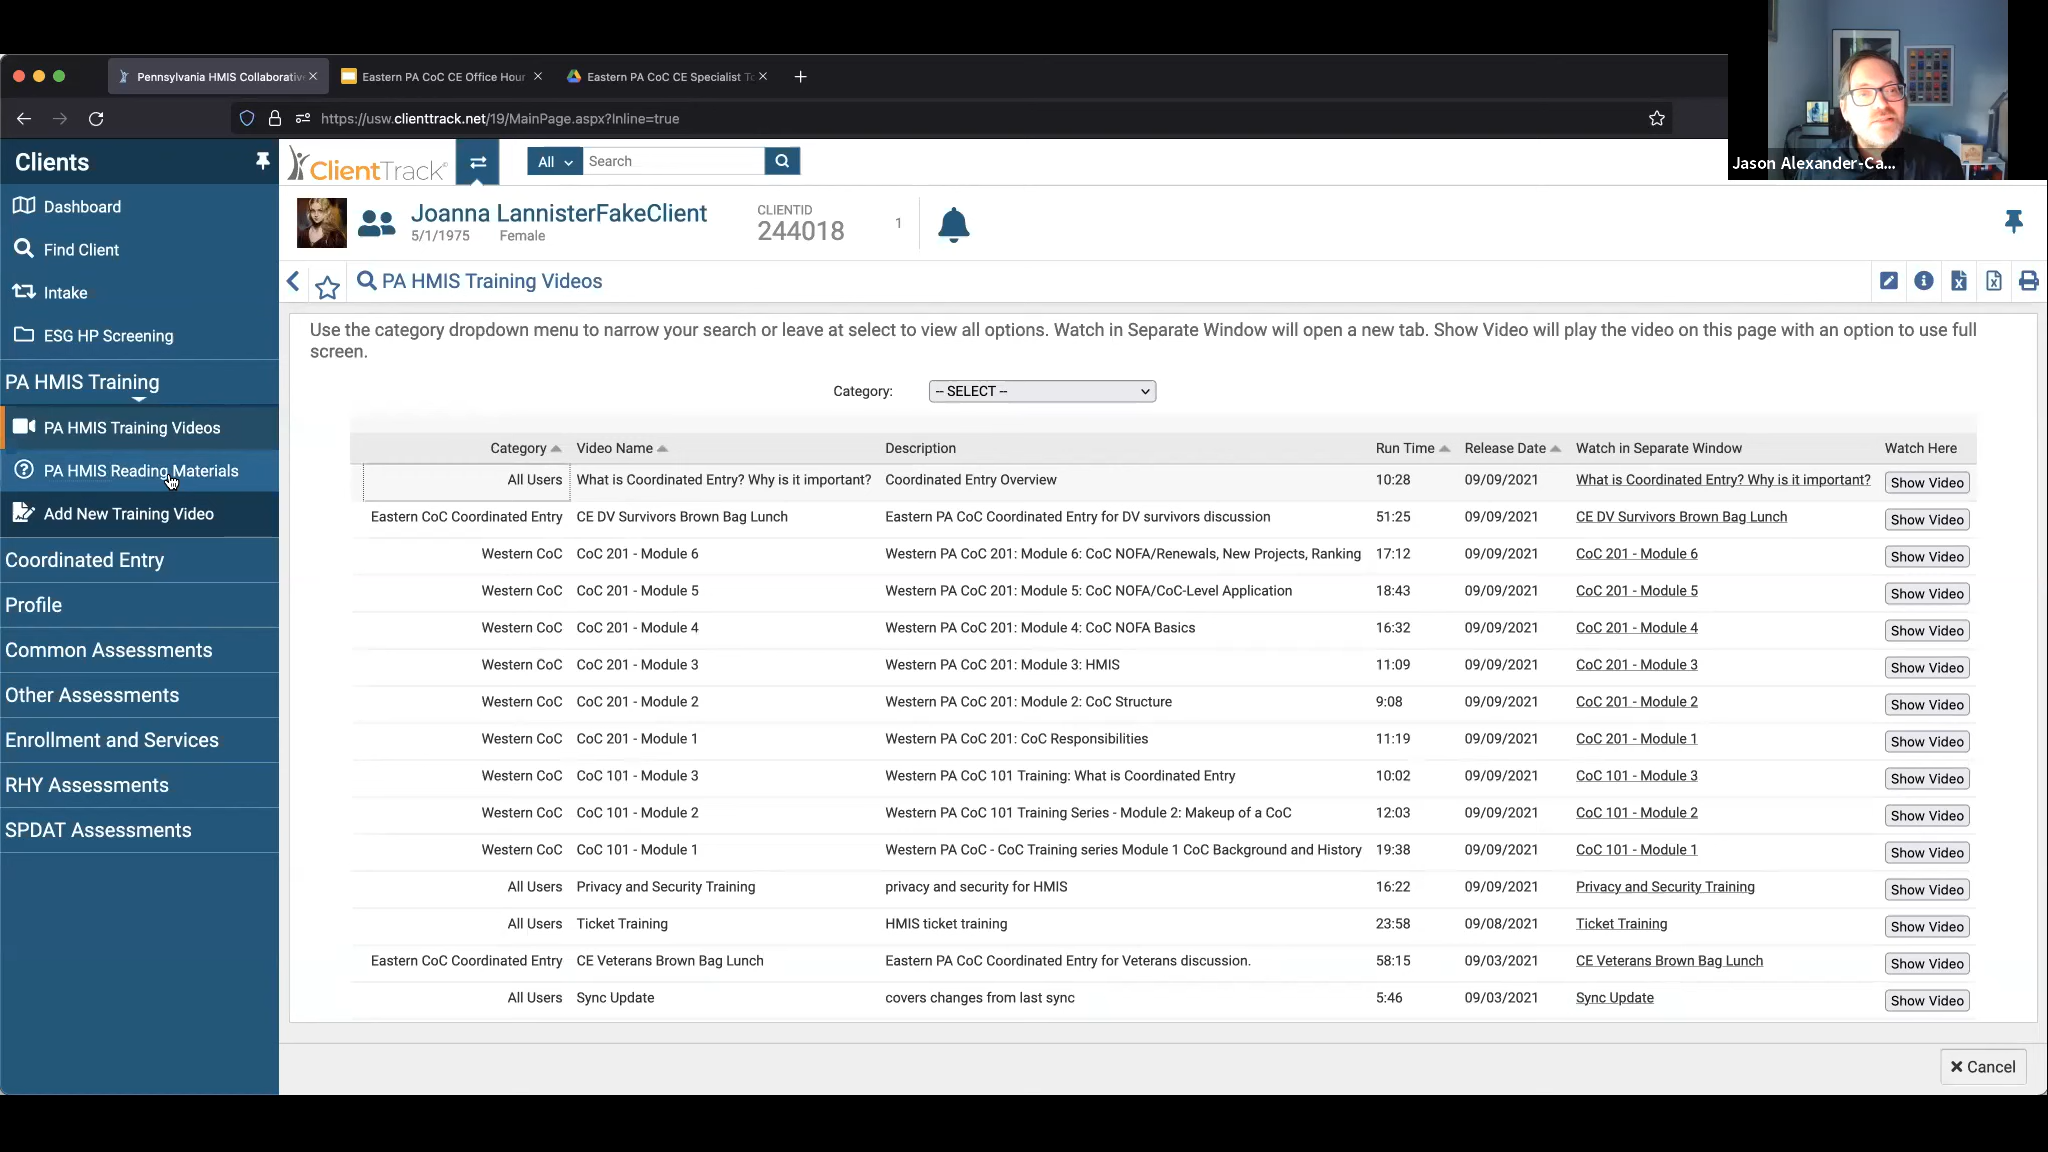 Pennsylvania HMIS Collaborativ
Eastern PA CoC CE Office Hour
Eastern PA CoC CE Specialist To
https://usw.clienttrack.net/19/MainPage.aspx?Inline=true
Jason Alexander-Ca...
Clients
ClientTrack
All
Search
Dashboard
Find Client
Intake
ESG HP Screening
PA HMIS Training
PA HMIS Training Videos
PA HMIS Reading Materials
Add New Training Video
Coordinated Entry
Profile
Common Assessments
Other Assessments
Enrollment and Services
RHY Assessments
SPDAT Assessments
Joanna LannisterFakeClient
5/1/1975 Female
CLIENTID
244018
1
PA HMIS Training Videos
Use the category dropdown menu to narrow your search or leave at select to view all options. Watch in Separate Window will open a new tab. Show Video will play the video on this page with an option to use full
screen.
Category: -- SELECT --
Category Video Name Description Run Time Release Date Watch in Separate Window Watch Here
All Users What is Coordinated Entry? Why is it important? Coordinated Entry Overview 10:28 09/09/2021 What is Coordinated Entry? Why is it important? Show Video
Eastern CoC Coordinated Entry CE DV Survivors Brown Bag Lunch Eastern PA CoC Coordinated Entry for DV survivors discussion 51:25 09/09/2021 CE DV Survivors Brown Bag Lunch Show Video
Western CoC CoC 201 - Module 6 Western PA CoC 201: Module 6: CoC NOFA/Renewals, New Projects, Ranking 17:12 09/09/2021 CoC 201 - Module 6 Show Video
Western CoC CoC 201 - Module 5 Western PA CoC 201: Module 5: CoC NOFA/CoC-Level Application 18:43 09/09/2021 CoC 201 - Module 5 Show Video
Western CoC CoC 201 - Module 4 Western PA CoC 201: Module 4: CoC NOFA Basics 16:32 09/09/2021 CoC 201 - Module 4 Show Video
Western CoC CoC 201 - Module 3 Western PA CoC 201: Module 3: HMIS 11:09 09/09/2021 CoC 201 - Module 3 Show Video
Western CoC CoC 201 - Module 2 Western PA CoC 201: Module 2: CoC Structure 9:08 09/09/2021 CoC 201 - Module 2 Show Video
Western CoC CoC 201 - Module 1 Western PA CoC 201: CoC Responsibilities 11:19 09/09/2021 CoC 201 - Module 1 Show Video
Western CoC CoC 101 - Module 3 Western PA CoC 101 Training: What is Coordinated Entry 10:02 09/09/2021 CoC 101 - Module 3 Show Video
Western CoC CoC 101 - Module 2 Western PA CoC 101 Training Series - Module 2: Makeup of a CoC 12:03 09/09/2021 CoC 101 - Module 2 Show Video
Western CoC CoC 101 - Module 1 Western PA CoC - CoC Training series Module 1 CoC Background and History 19:38 09/09/2021 CoC 101 - Module 1 Show Video
All Users Privacy and Security Training privacy and security for HMIS 16:22 09/09/2021 Privacy and Security Training Show Video
All Users Ticket Training HMIS ticket training 23:58 09/08/2021 Ticket Training Show Video
Eastern CoC Coordinated Entry CE Veterans Brown Bag Lunch Eastern PA CoC Coordinated Entry for Veterans discussion. 58:15 09/03/2021 CE Veterans Brown Bag Lunch Show Video
All Users Sync Update covers changes from last sync 5:46 09/03/2021 Sync Update Show Video
Cancel